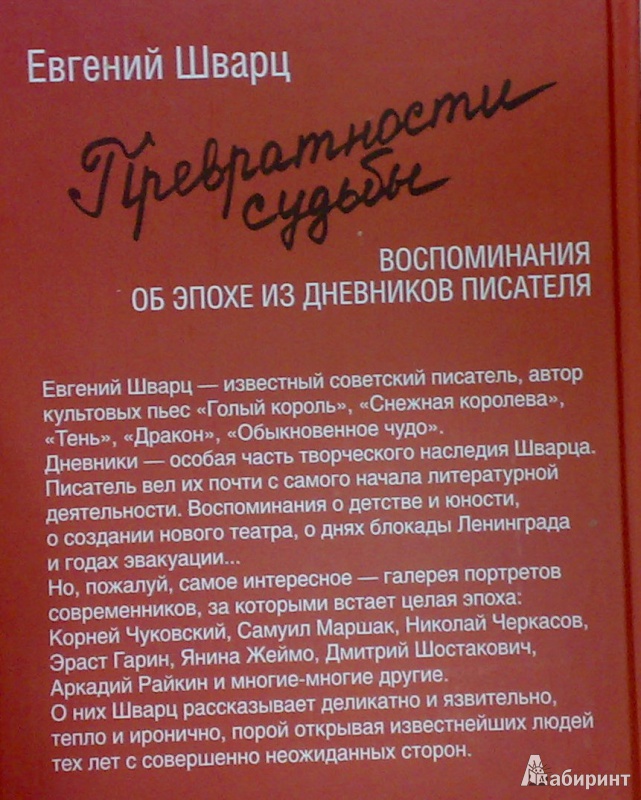 Евгений Шварц
Превратности
судьбы
ВОСПОМИНАНИЯ
ОБ ЭПОХЕ ИЗ ДНЕВНИКОВ ПИСАТЕЛЯ
Евгений Шварц — известный советский писатель, автор
культовых пьес «Голый король», «Снежная королева»,
«Тень», «Дракон», «Обыкновенное чудо».
Дневники — особая часть творческого наследия Шварца.
Писатель вел их почти с самого начала литературной
деятельности. Воспоминания о детстве и юности,
о создании нового театра, о днях блокады Ленинграда
и годах эвакуации...
Но, пожалуй, самое интересное — галерея портретов
современников, за которыми встает целая эпоха:
Корней Чуковский, Самуил Маршак, Николай Черкасов,
Эраст Гарин, Янина Жеймо, Дмитрий Шостакович,
Аркадий Райкин и многие-многие другие.
О них Шварц рассказывает деликатно и язвительно,
тепло и иронично, порой открывая известнейших людей
тех лет с совершенно неожиданных сторон.
Лабиринт